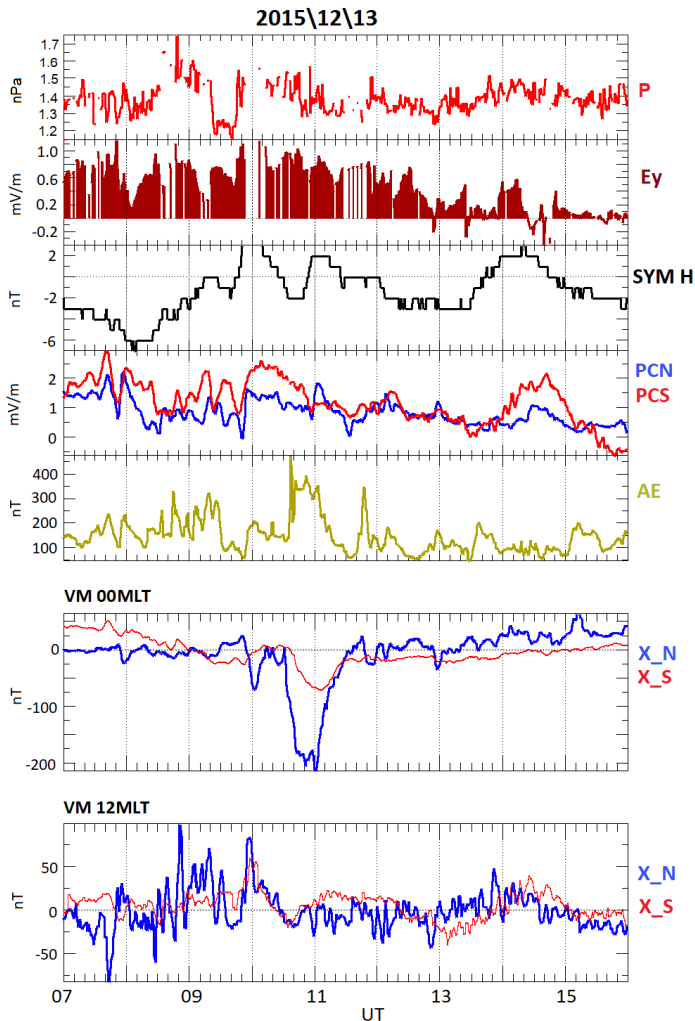 2015\12\13
1.7
1.6
1.5
1.4
1.3
1.2
nPa
P
1.0
0.6
0.2
-0.2
mV/m
Ey
2
-2
-6
nT
SYM H
2
1
0
mV/m
PCN
PCS
400
300
200
100
nT
AE
VM 00MLT
0
-100
-200
nT
X_N
X_S
VM 12MLT
50
0
-50
nT
X_N
X_S
07 09 11 13 15
UT